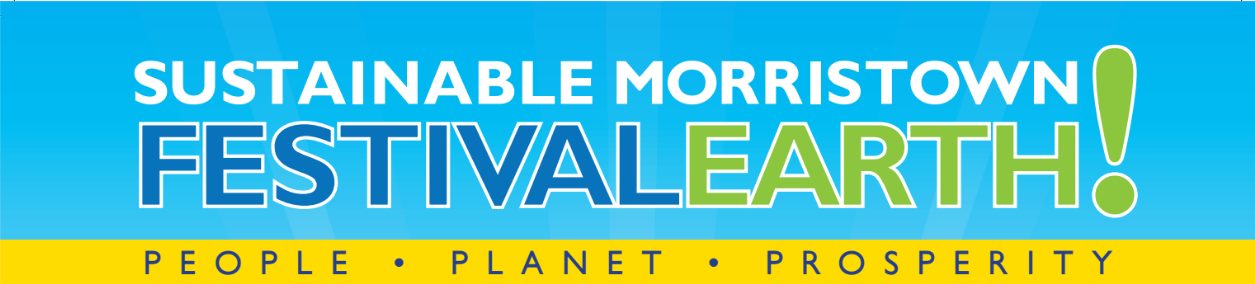 SUSTAINABLE MORRISTOWN
FESTIVALEARTH!
PEOPLE • PLANET • PROSPERITY